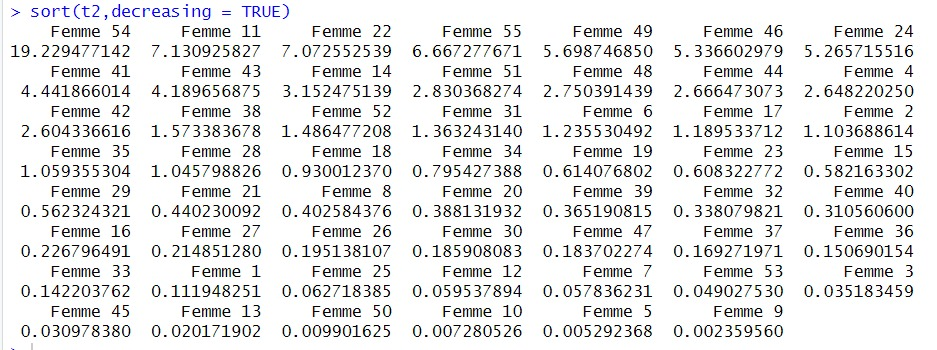 > sort(t2,decreasing = TRUE)
Femme 54 Femme 11 Femme 22 Femme 55 Femme 49 Femme 46 Femme 24
19.229477142 7.130925827 7.072552539 6.667277671 5.698746850 5.336602979 5.265715516
Femme 41 Femme 43 Femme 14 Femme 51 Femme 48 Femme 44 Femme 4
4.441866014 4.189656875 3.152475139 2.830368274 2.750391439 2.666473073 2.648220250
Femme 42 Femme 38 Femme 52 Femme 31 Femme 6 Femme 17 Femme 2
2.604336616 1.573383678 1.486477208 1.363243140 1.235530492 1.189533712 1.103688614
Femme 35 Femme 28 Femme 18 Femme 34 Femme 19 Femme 23 Femme 15
1.059355304 1.045798826 0.930012370 0.795427388 0.614076802 0.608322772 0.582163302
Femme 29 Femme 21 Femme 8 Femme 20 Femme 39 Femme 32 Femme 40
0.562324321 0.440230092 0.402584376 0.388131932 0.365190815 0.338079821 0.310560600
Femme 16 Femme 27 Femme 26 Femme 30 Femme 47 Femme 37 Femme 36
0.226796491 0.214851280 0.195138107 0.185908083 0.183702274 0.169271971 0.150690154
Femme 33 Femme 1 Femme 25 Femme 12 Femme 7 Femme 53 Femme 3
0.142203762 0.111948251 0.062718385 0.059537894 0.057836231 0.049027530 0.035183459
Femme 45 Femme 13 Femme 50 Femme 10 Femme 5 Femme 9
0.030978380 0.020171902 0.009901625 0.007280526 0.005292368 0.002359560